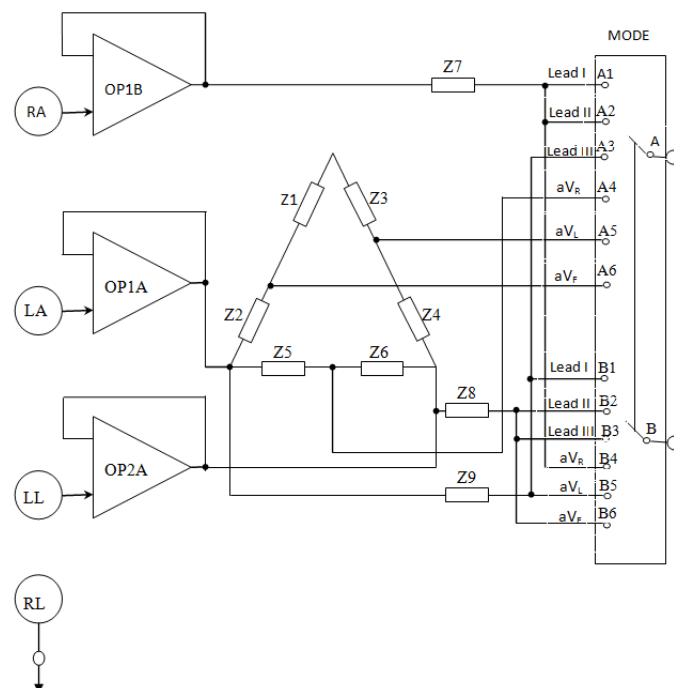 MODE
Z7
Lead I A1
OP1B
RA
Lead II A2
Lead III A3
A
Z1
Z3
aVR A4
OP1A
aVL A5
LA
aVF A6
Z2
Z4
Z5
Z6
Lead I B1
Z8
Lead II B2
Lead III B3
B
OP2A
aVR B4
LL
Z9
aVL B5
aVF B6
RL